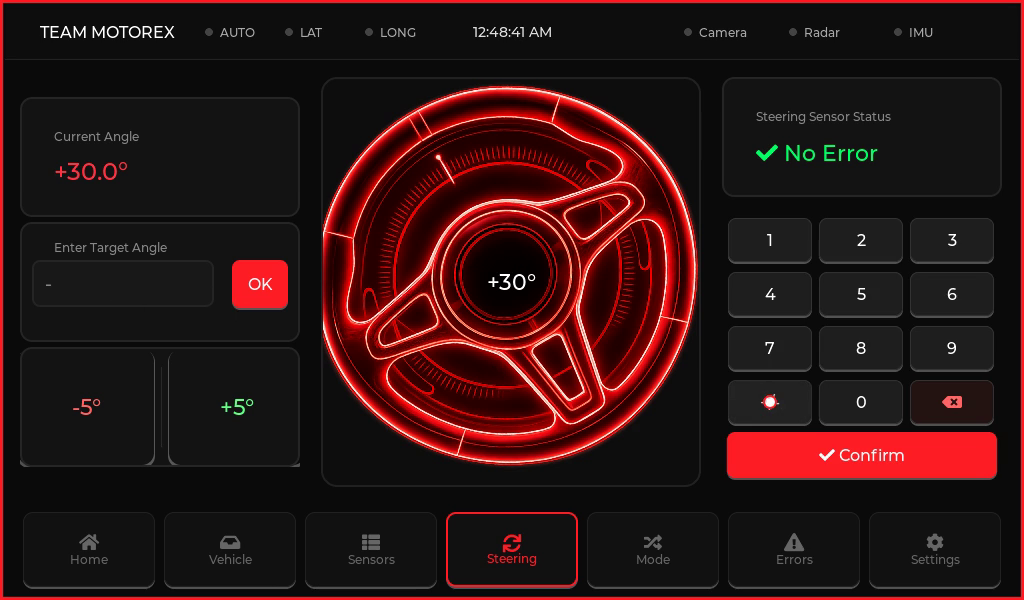 TEAM MOTOREX
AUTO
LAT
LONG
12:48:41 AM
Camera
Radar
IMU
Current Angle
+30.0°
Enter Target Angle
-
OK
-5°
+5°
+30°
Steering Sensor Status
No Error
1 2 3
4 5 6
7 8 9
0
Confirm
Home
Vehicle
Sensors
Steering
Mode
Errors
Settings